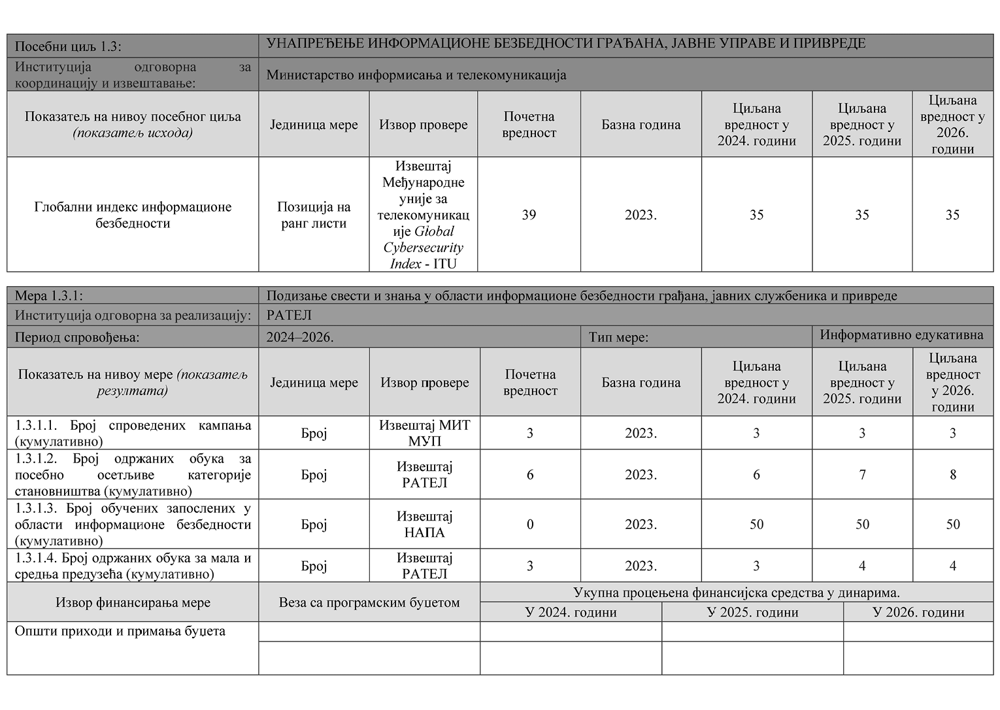 Посебни циљ 1.3:
УНАПРЕЂЕЊЕ ИНФОРМАЦИОНЕ БЕЗБЕДНОСТИ ГРАЂАНА, ЈАВНЕ УПРАВЕ И ПРИВРЕДЕ
Институција одговорна за
координацију и извештавање:
Министарство информисања и телекомуникација
Показатељ на нивоу посебног циља
(показатељ исхода)
Јединица мере
Извор провере
Почетна
вредност
Базна година
Циљана
вредност у
2024. години
Циљана
вредност у
2025. години
Циљана
вредност у
2026.
години
Глобални индекс информационе
безбедности
Позиција на
ранг листи
Извештај
Међународне
уније за
телекомуникац
ије Global
Cybersecurity
Index - ITU
39
2023.
35
35
35
Мера 1.3.1:
Подизање свести и знања у области информационе безбедности грађана, јавних службеника и привреде
Институција одговорна за реализацију:
РАТЕЛ
Период спровођења:
2024–2026.
Тип мере:
Информативно едукативна
Показатељ на нивоу мере (показатељ
резултата)
Јединица мере
Извор провере
Почетна
вредност
Базна година
Циљана
вредност у
2024. години
Циљана
вредност у
2025. години
Циљана
вредност
у 2026.
години
1.3.1.1. Број спроведених кампања
(кумулативно)
Број
Извештај МИТ
МУП
3
2023.
3
3
3
1.3.1.2. Број одржаних обука за
посебно осетљиве категорије
становништва (кумулативно)
Број
Извештај
РАТЕЛ
6
2023.
6
7
8
1.3.1.3. Број обучених запослених у
области информационе безбедности
(кумулативно)
Број
Извештај
НАПА
0
2023.
50
50
50
1.3.1.4. Број одржаних обука за мала и
средња предузећа (кумулативно)
Број
Извештај
РАТЕЛ
3
2023.
3
4
4
Извор финансирања мере
Веза са програмским буџетом
Укупна процењена финансијска средства у динарима.
У 2024. години
У 2025. години
У 2026. години
Општи приходи и примања буџета